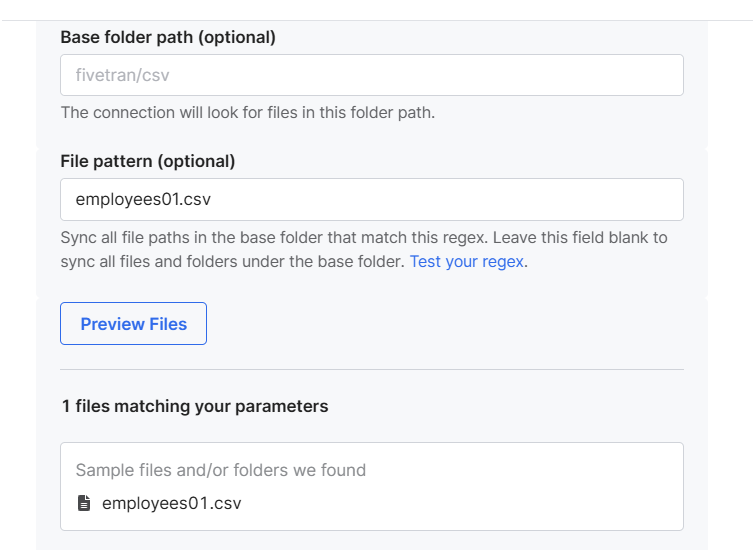 Base folder path (optional)
fivetran/csv
The connection will look for files in this folder path.
File pattern (optional)
employees01.csv
Sync all file paths in the base folder that match this regex. Leave this field blank to
sync all files and folders under the base folder. Test your regex.
Preview Files
1 files matching your parameters
Sample files and/or folders we found
employees01.csv